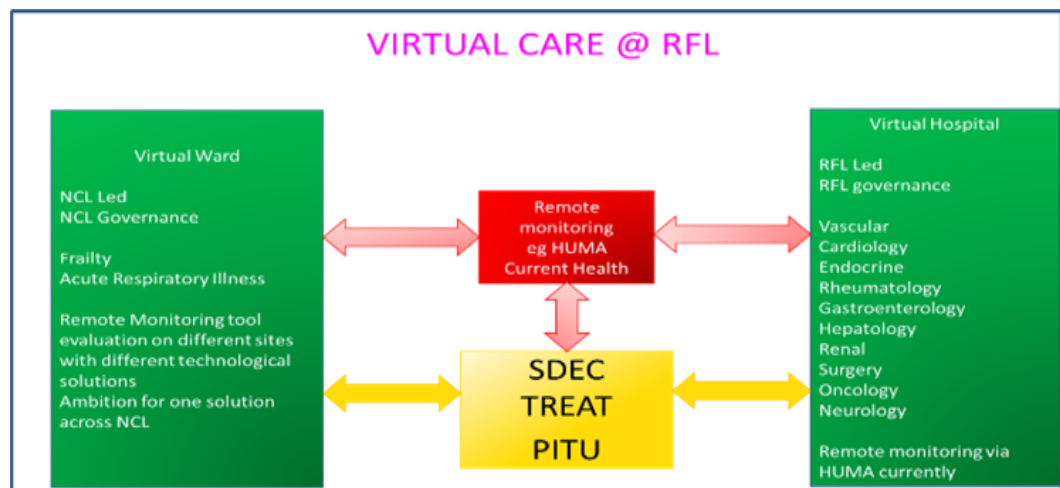 VIRTUAL CARE @ RFL
Virtual Ward
NCL Led
NCL Governance
Frailty
Acute Respiratory Illness
Remote Monitoring tool
evaluation on different sites
with different technological
solutions
Ambition for one solution
across NCL
Remote
monitoring
eg HUMA
Current Health
SDEC
TREAT
PITU
Virtual Hospital
RFL Led
RFL governance
Vascular
Cardiology
Endocrine
Rheumatology
Gastroenterology
Hepatology
Renal
Surgery
Oncology
Neurology
Remote monitoring via
HUMA currently